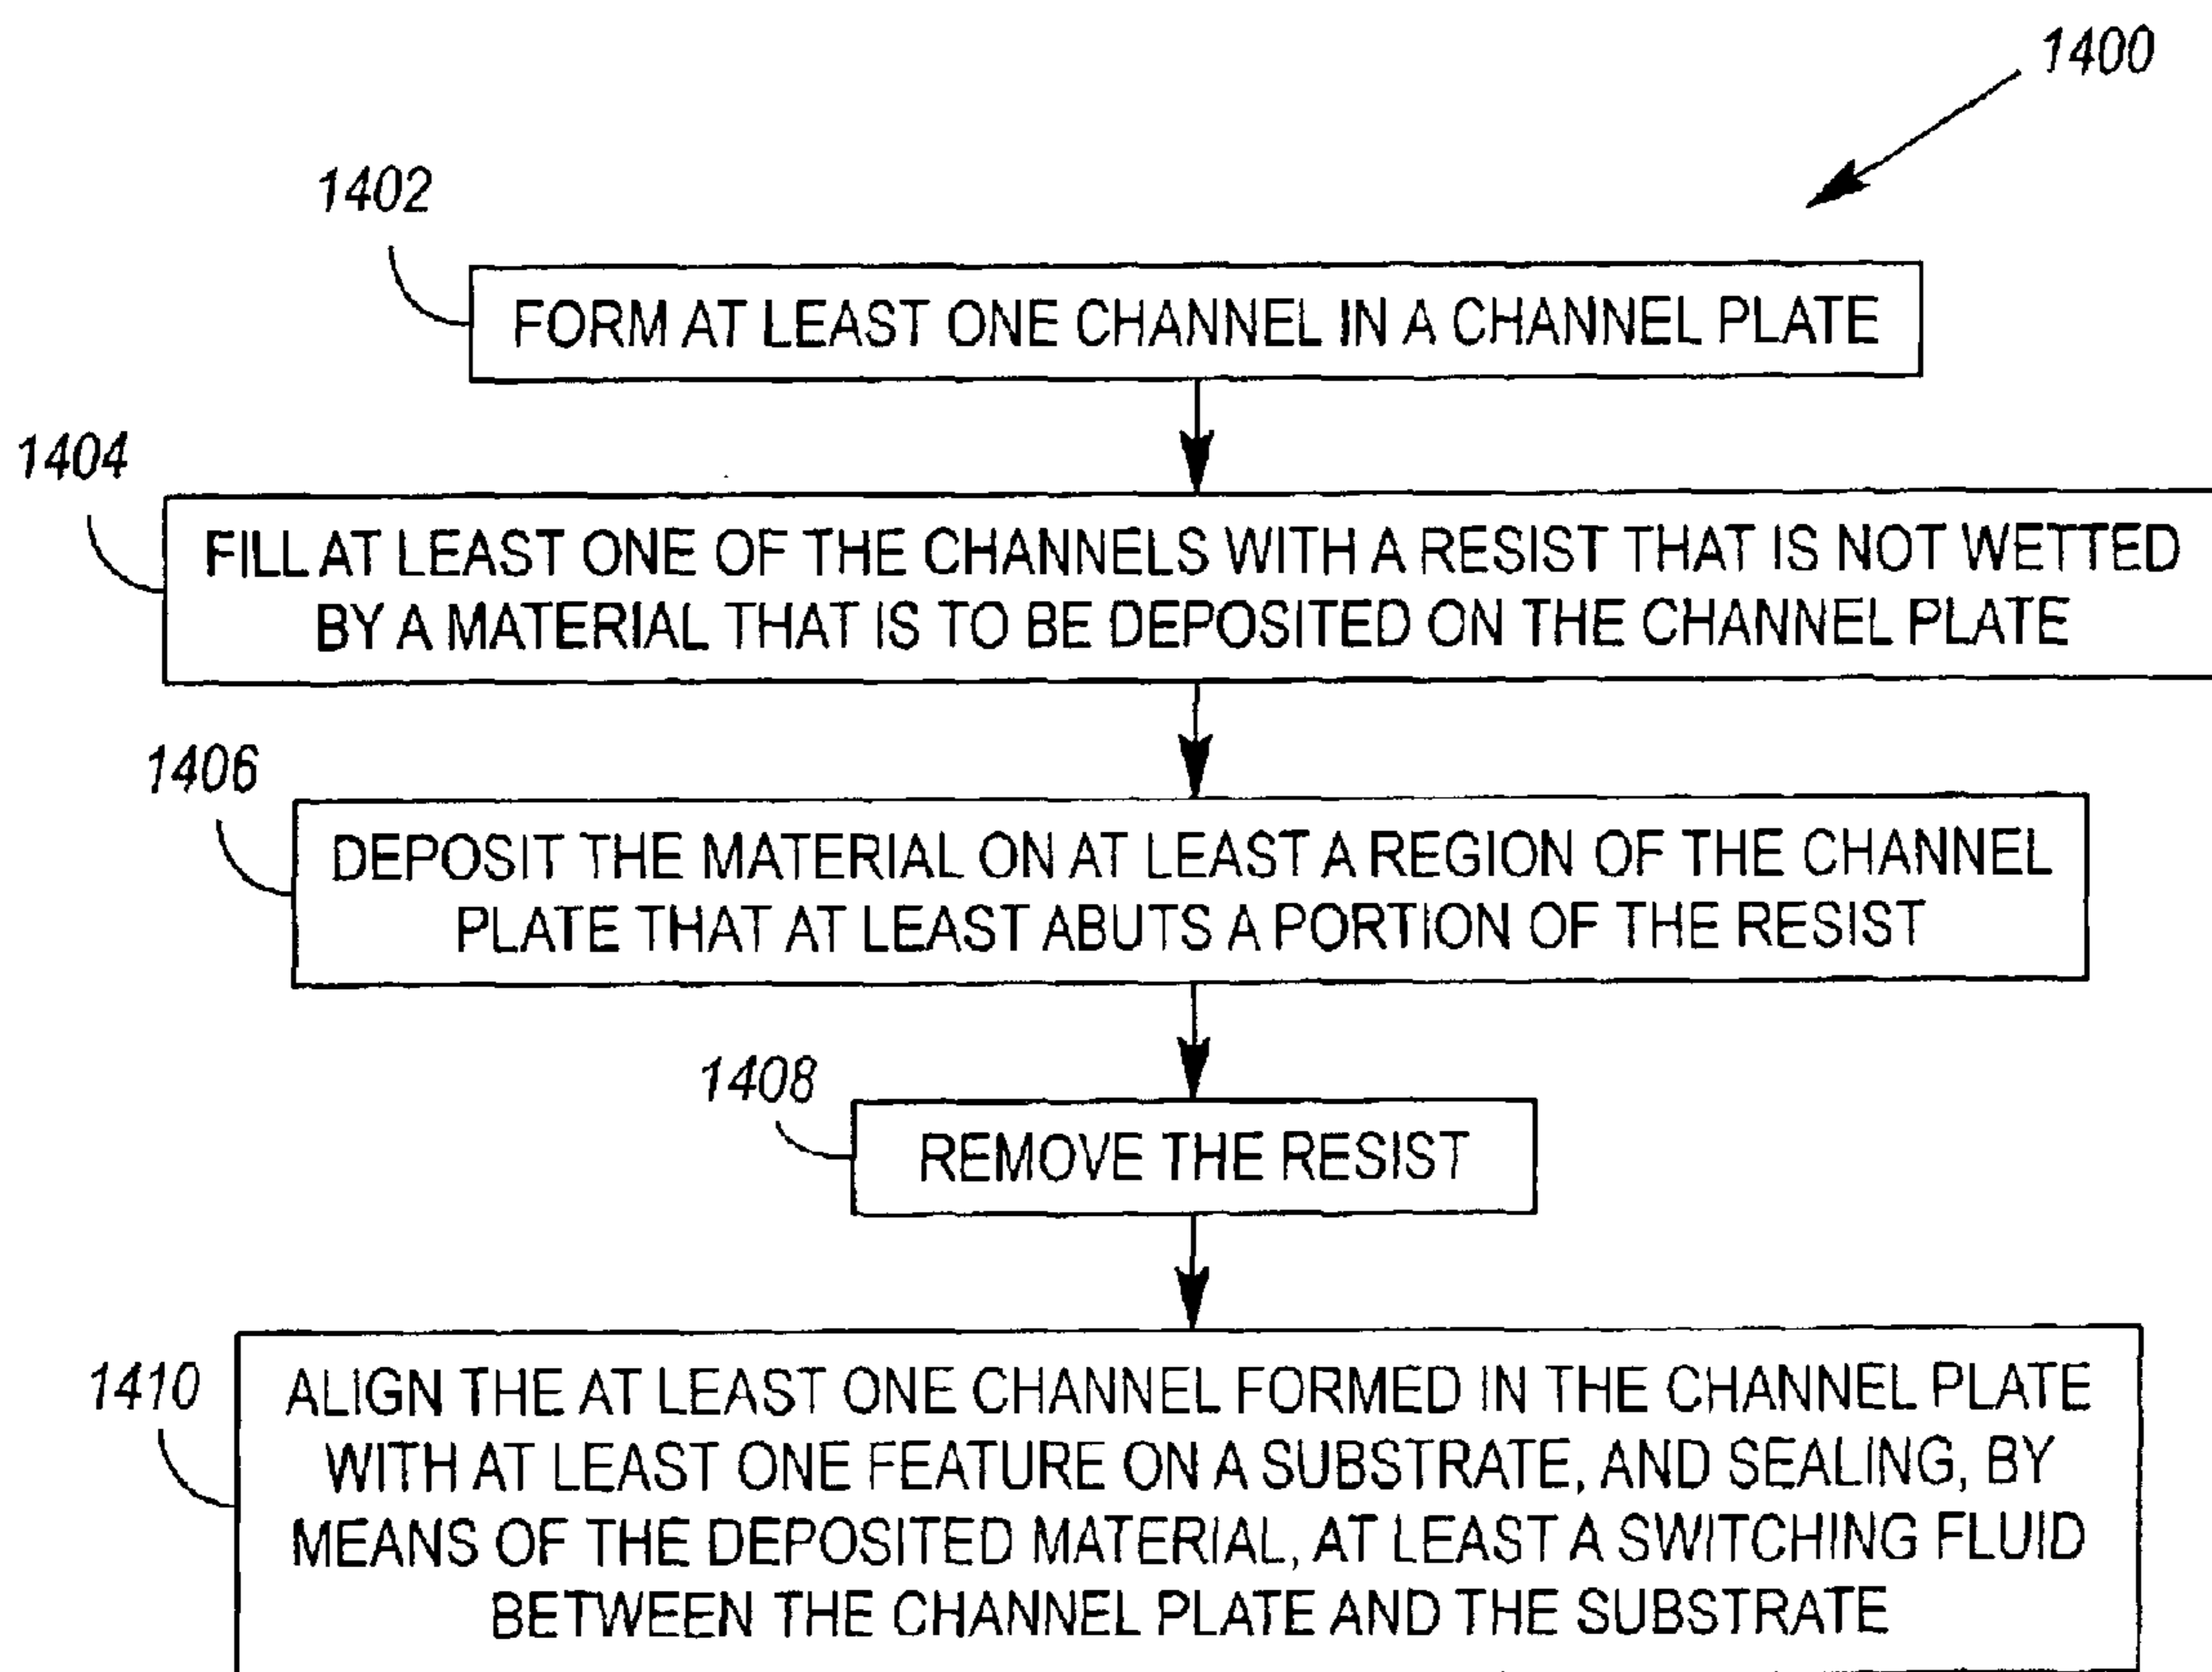 1400
1402
FORM AT LEAST ONE CHANNEL IN A CHANNEL PLATE
1404
FILL AT LEAST ONE OF THE CHANNELS WITH A RESIST THAT IS NOT WETTED
BY A MATERIAL THAT IS TO BE DEPOSITED ON THE CHANNEL PLATE
1406
DEPOSIT THE MATERIAL ON AT LEAST A REGION OF THE CHANNEL
PLATE THAT AT LEAST ABUTS A PORTION OF THE RESIST
1408
REMOVE THE RESIST
1410
ALIGN THE AT LEAST ONE CHANNEL FORMED IN THE CHANNEL PLATE
WITH AT LEAST ONE FEATURE ON A SUBSTRATE, AND SEALING, BY
MEANS OF THE DEPOSITED MATERIAL, AT LEAST A SWITCHING FLUID
BETWEEN THE CHANNEL PLATE AND THE SUBSTRATE